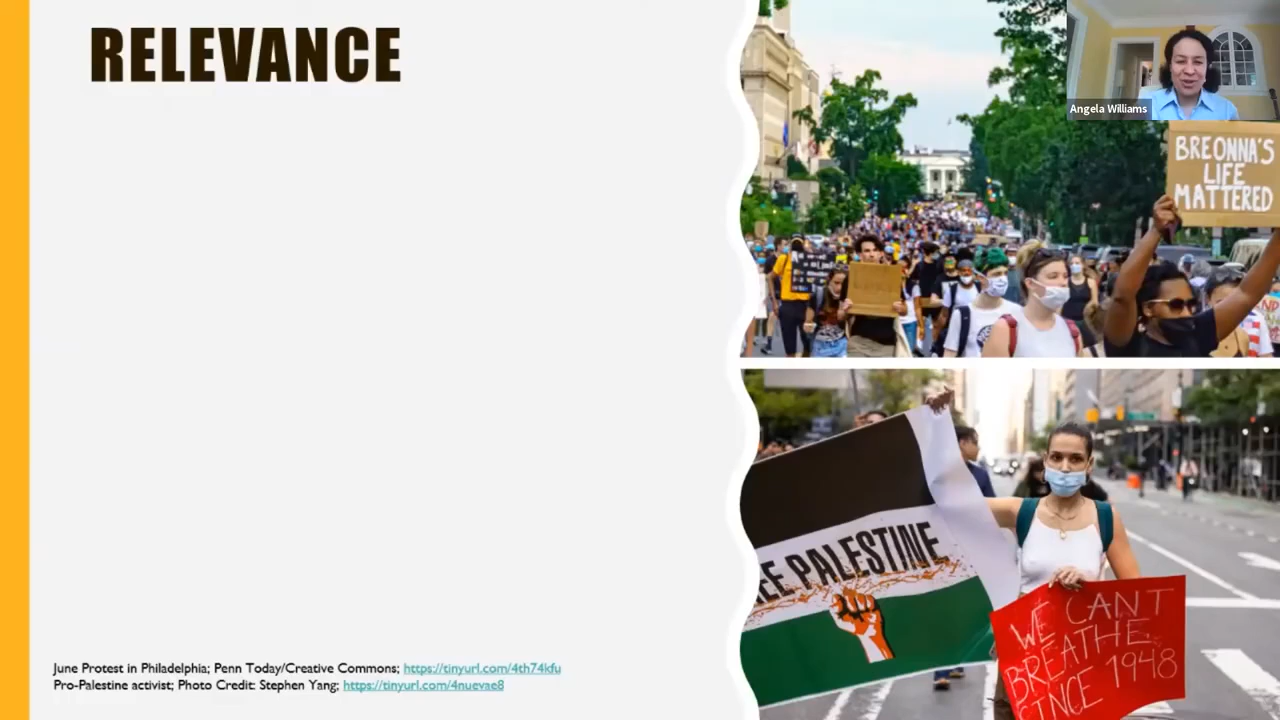 RELEVANCE
Angela Williams
BREONNA'S
LIFE
MATTERED
EE PALESTINE
WE CANT
BREATHE
SINCE 1948
June Protest in Philadelphia; Penn Today/Creative Commons; https://tinyurl.com/4th74kfu
Pro-Palestine activist; Photo Credit: Stephen Yang; https://tinyurl.com/4nuevae8